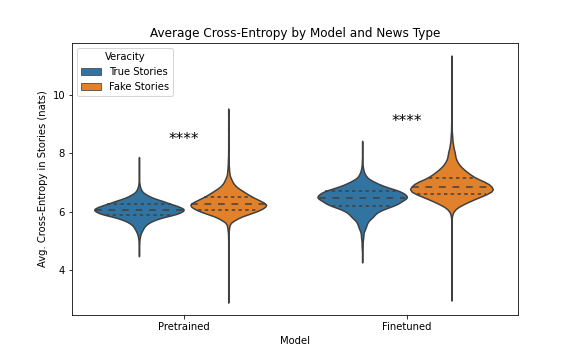 Average Cross-Entropy by Model and News Type
Veracity
True Stories
Fake Stories
Avg. Cross-Entropy in Stories (nats)
10
8
6
4
****
****
Pretrained
Finetuned
Model